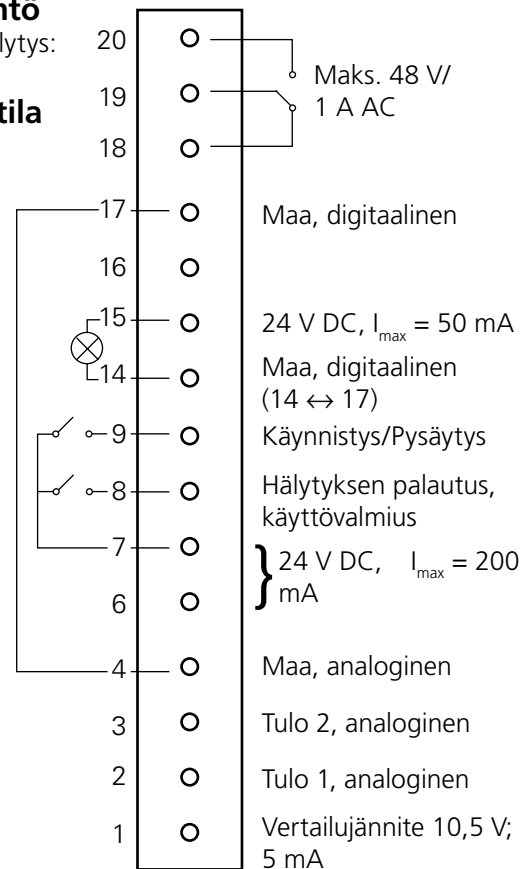 ntö
lytys:
tila
20
19
Maks. 48 V/
1 A AC
18
17
Maa, digitaalinen
16
15
24 V DC, Imax = 50 mA
14
Maa, digitaalinen
(14 ↔ 17)
9
Käynnistys/Pysäytys
8
Hälytyksen palautus,
käyttövalmius
7
24 V DC, Imax = 200
mA
6
4
Maa, analoginen
3
Tulo 2, analoginen
2
Tulo 1, analoginen
1
Vertailujännite 10,5 V;
5 mA